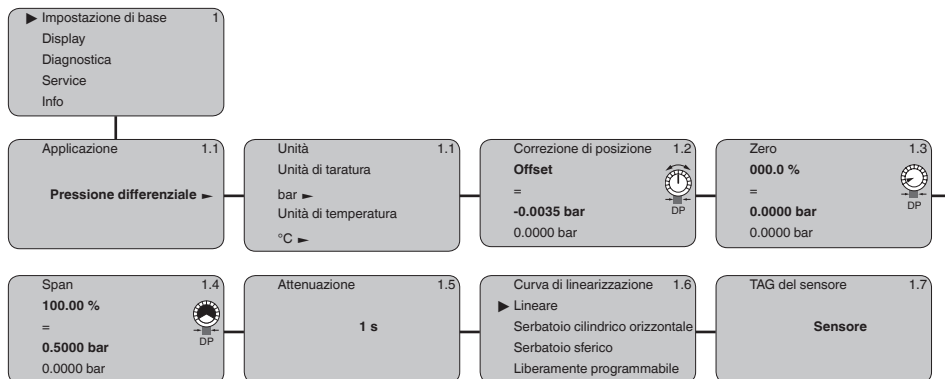 Impostazione di base 1
Display
Diagnostica
Service
Info
Applicazione 1.1
Pressione differenziale
Unità 1.1
Unità di taratura
bar
Unità di temperatura
°C
Correzione di posizione 1.2
Offset
=
-0.0035 bar
0.0000 bar
DP
Zero 1.3
000.0 %
=
0.0000 bar
0.0000 bar
DP
Span 1.4
100.00 %
=
0.5000 bar
0.0000 bar
DP
Attenuazione 1.5
1 s
Curva di linearizzazione 1.6
Lineare
Serbatoio cilindrico orizzontale
Serbatoio sferico
Liberamente programmabile
TAG del sensore 1.7
Sensore